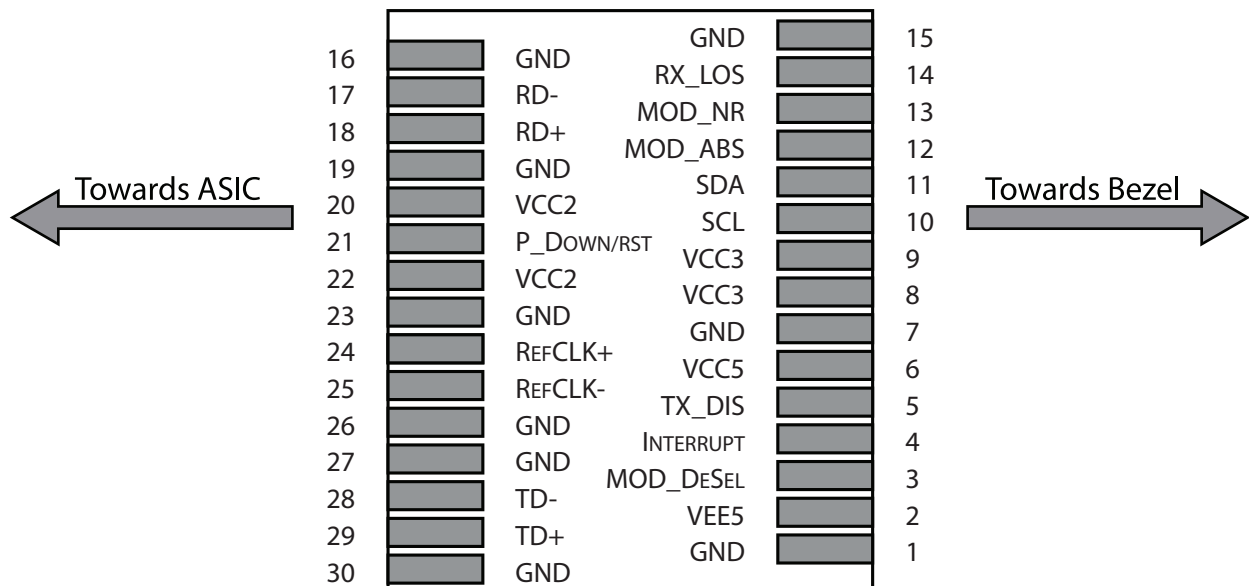 GND 15
16 GND
RX_LOS 14
17 RD-
MOD_NR 13
18 RD+
MOD_ABS 12
19 GND
SDA 11
Towards ASIC
Towards Bezel
20 VCC2
SCL 10
21 P_DOWN/RST
VCC3 9
22 VCC2
VCC3 8
23 GND
GND 7
24 REFCLK+
VCC5 6
25 REFCLK-
TX_DIS 5
26 GND
INTERRUPT 4
27 GND
MOD_DESEL 3
28 TD-
VEE5 2
29 TD+
GND 1
30 GND